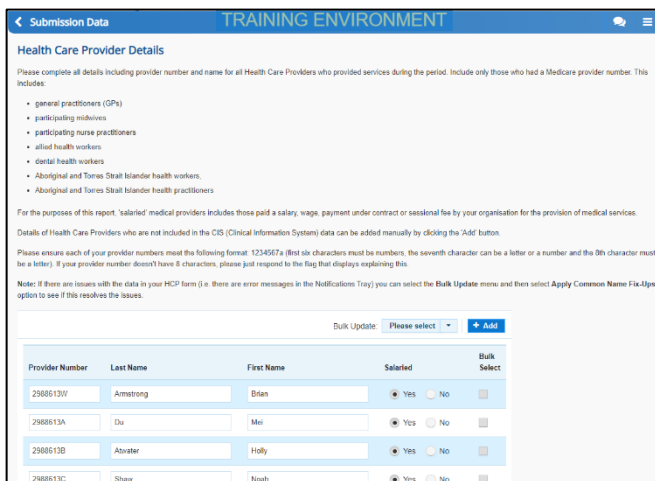 Submission Data
TRAINING ENVIRONMENT
Health Care Provider Details
Please complete all details including provider number and name for all Health Care Providers who provided services during the period. Include only those who had a Medicare provider number. This
includes:
general practitioners (GPs)
participating midwives
participating nurse practitioners
allied health workers
dental health workers
Aboriginal and Torres Strait Islander health workers,
Aboriginal and Torres Strait Islander health practitioners
For the purposes of this report, 'salaried' medical providers includes those paid a salary, wage, payment under contract or sessional fee by your organisation for the provision of medical services.
Details of Health Care Providers who are not included in the CIS (Clinical Information System) data can be added manually by clicking the 'Add' button.
Please ensure each of your provider numbers meet the following format: 1234567a (first six characters must be numbers, the seventh character can be a letter or a number and the 8th character must
be a letter). If your provider number doesn't have 8 characters, please just respond to the flag that displays explaining this.
Note: If there are issues with the data in your HCP form (i.e. there are error messages in the Notifications Tray) you can select the Bulk Update menu and then select Apply Common Name Fix-Ups
option to see if this resolves the issues.
Bulk Update: Please select + Add
Provider Number Last Name First Name Salaried Bulk Select
2988613W Armstrong Brian Yes No
2988613A Du Mei Yes No
2988613B Atwater Holly Yes No
2988613C Shaw Noah Yes No